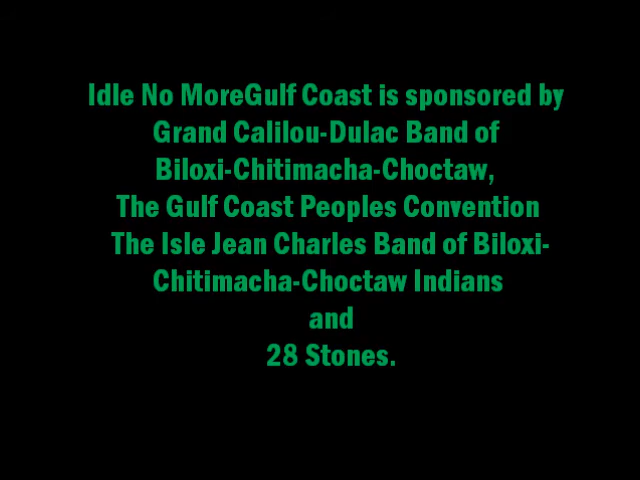 Idle No MoreGulf Coast is sponsored by
Grand Calilou-Dulac Band of
Biloxi-Chitimacha-Choctaw,
The Gulf Coast Peoples Convention
The Isle Jean Charles Band of Biloxi-
Chitimacha-Choctaw Indians
and
28 Stones.